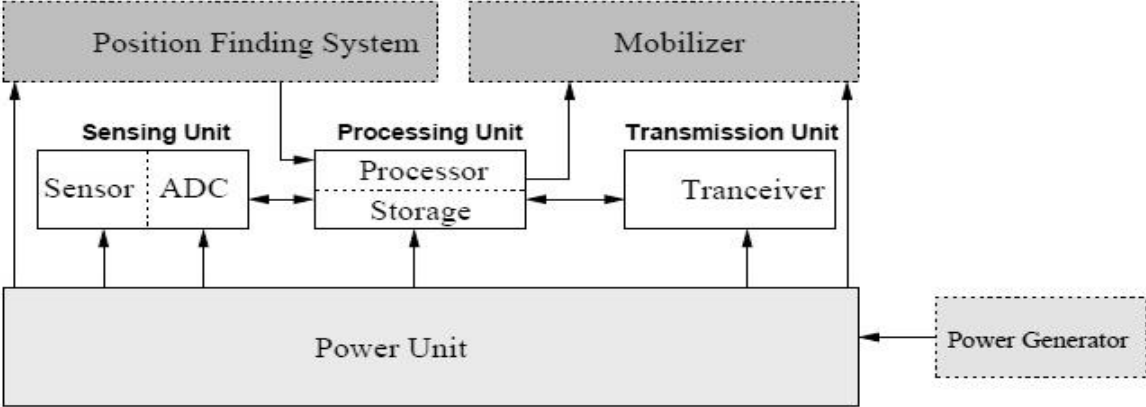 Position Finding System
Mobilizer
Sensing Unit
Processing Unit
Transmission Unit
Sensor
ADC
Processor
Storage
Tranceiver
Power Unit
Power Generator